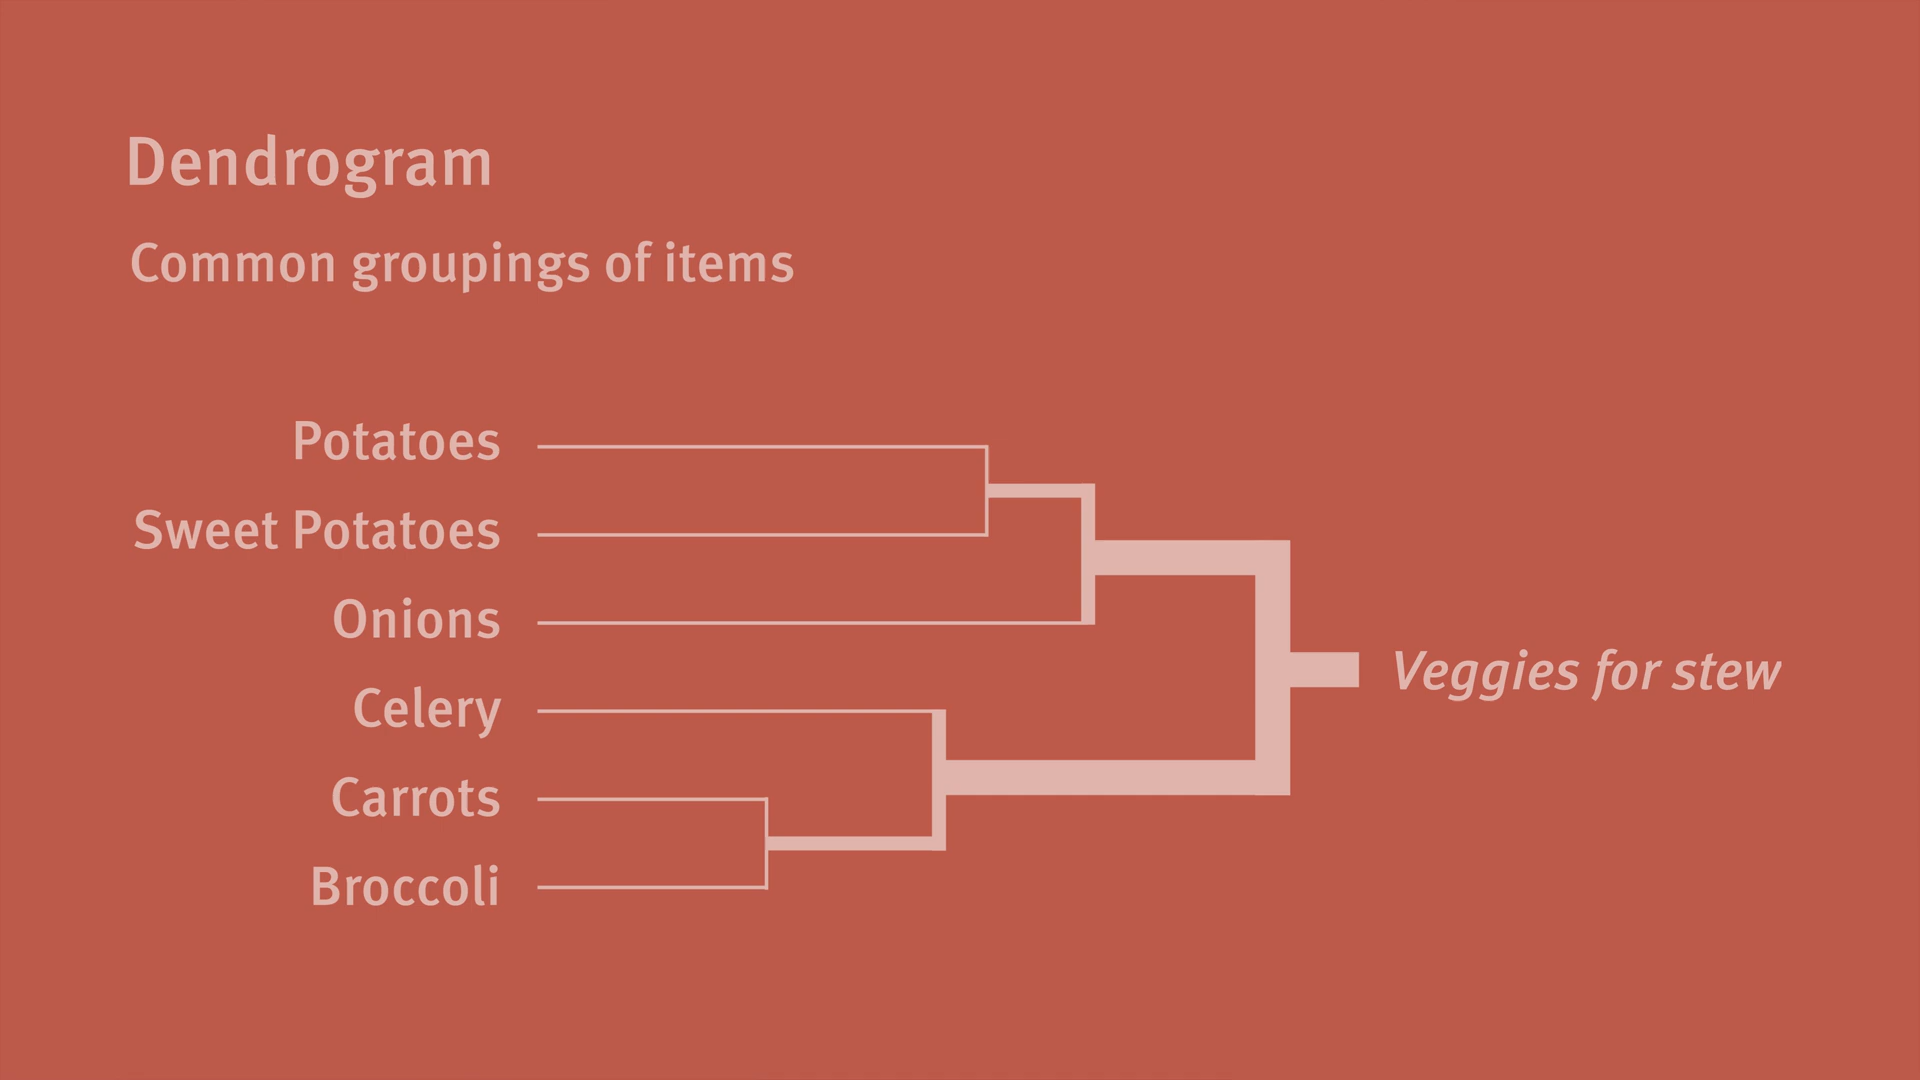 Dendrogram
Common groupings of items
Potatoes
Sweet Potatoes
Onions
Celery
Carrots
Broccoli
Veggies for stew